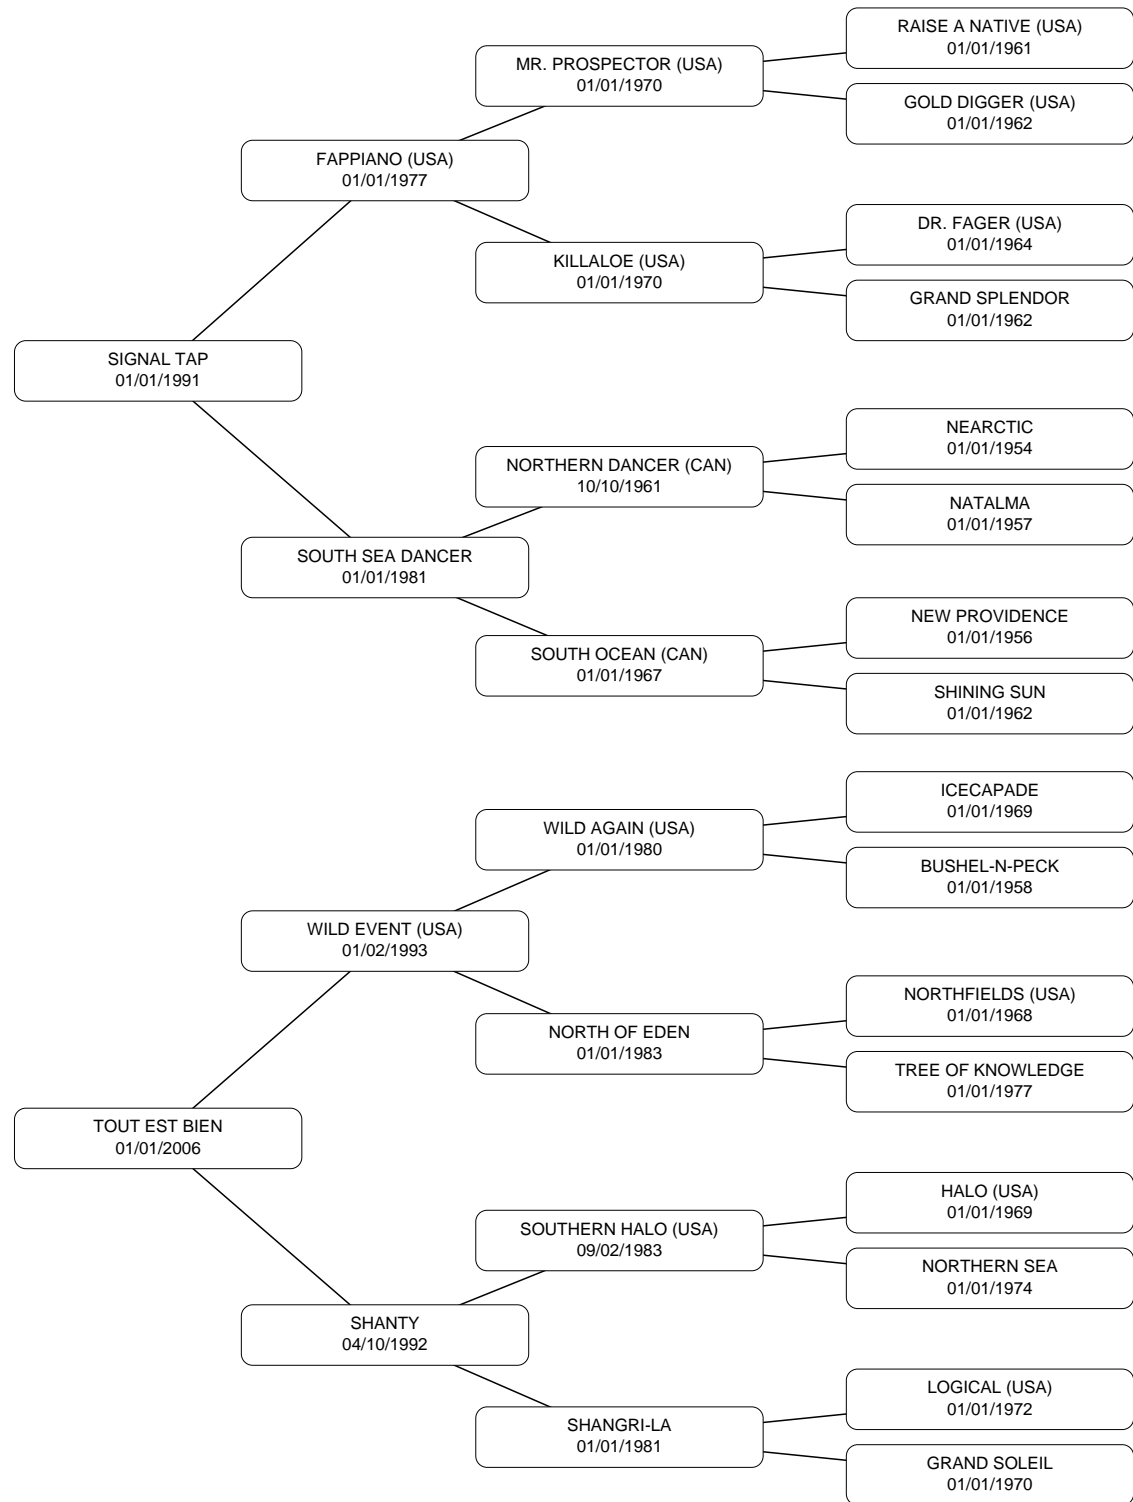 RAISE A NATIVE (USA)
01/01/1961
MR. PROSPECTOR (USA)
01/01/1970
GOLD DIGGER (USA)
01/01/1962
FAPPIANO (USA)
01/01/1977
DR. FAGER (USA)
01/01/1964
KILLALOE (USA)
01/01/1970
GRAND SPLENDOR
01/01/1962
SIGNAL TAP
01/01/1991
NEARCTIC
01/01/1954
NORTHERN DANCER (CAN)
10/10/1961
NATALMA
01/01/1957
SOUTH SEA DANCER
01/01/1981
NEW PROVIDENCE
01/01/1956
SOUTH OCEAN (CAN)
01/01/1967
SHINING SUN
01/01/1962
ICECAPADE
01/01/1969
WILD AGAIN (USA)
01/01/1980
BUSHEL-N-PECK
01/01/1958
WILD EVENT (USA)
01/02/1993
NORTHFIELDS (USA)
01/01/1968
NORTH OF EDEN
01/01/1983
TREE OF KNOWLEDGE
01/01/1977
TOUT EST BIEN
01/01/2006
HALO (USA)
01/01/1969
SOUTHERN HALO (USA)
09/02/1983
NORTHERN SEA
01/01/1974
SHANTY
04/10/1992
LOGICAL (USA)
01/01/1972
SHANGRI-LA
01/01/1981
GRAND SOLEIL
01/01/1970